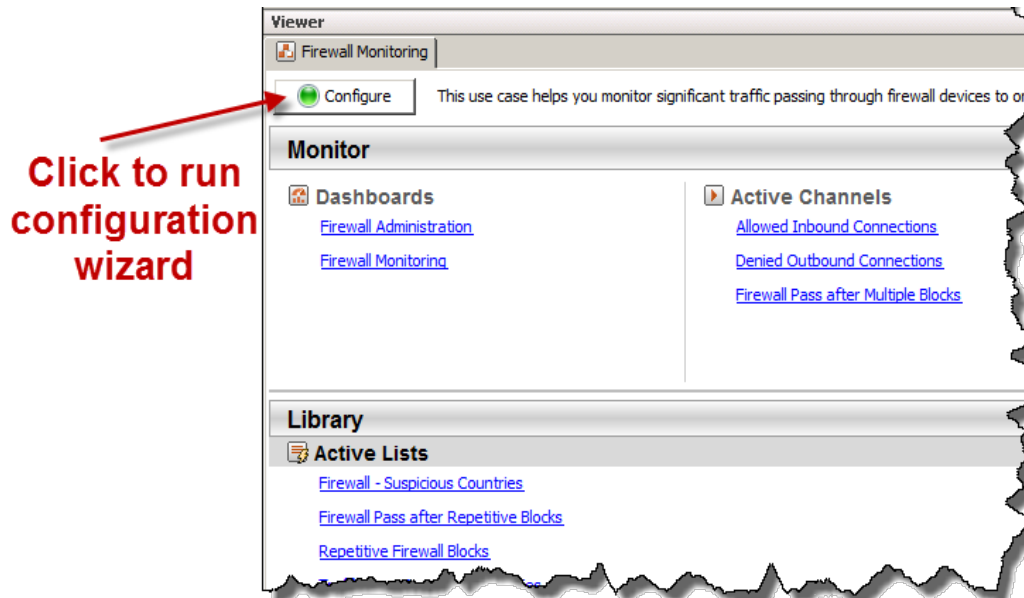 Viewer
Firewall Monitoring
Configure
This use case helps you monitor significant traffic passing through firewall devices to
Click to run
configuration
wizard
Monitor
Dashboards
Firewall Administration
Firewall Monitoring
Active Channels
Allowed Inbound Connections
Denied Outbound Connections
Firewall Pass after Multiple Blocks
Library
Active Lists
Firewall - Suspicious Countries
Firewall Pass after Repetitive Blocks
Repetitive Firewall Blocks